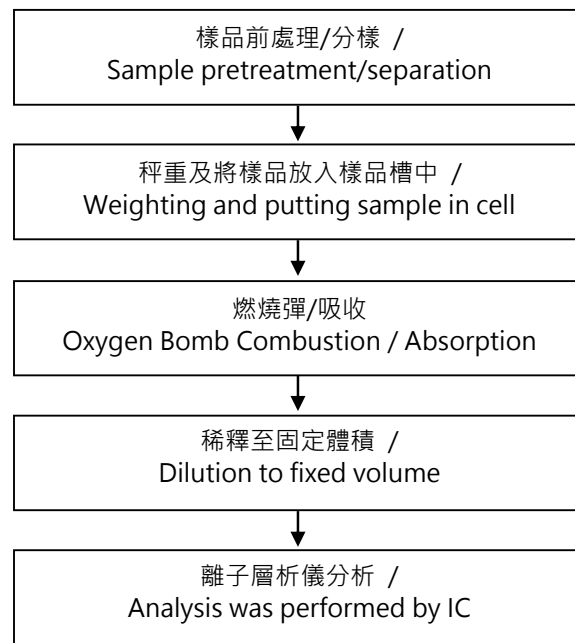 樣品前處理/分樣 /
Sample pretreatment/separation
秤重及將樣品放入樣品槽中 /
Weighting and putting sample in cell
燃燒彈/吸收
Oxygen Bomb Combustion / Absorption
稀釋至固定體積 /
Dilution to fixed volume
離子層析儀分析 /
Analysis was performed by IC